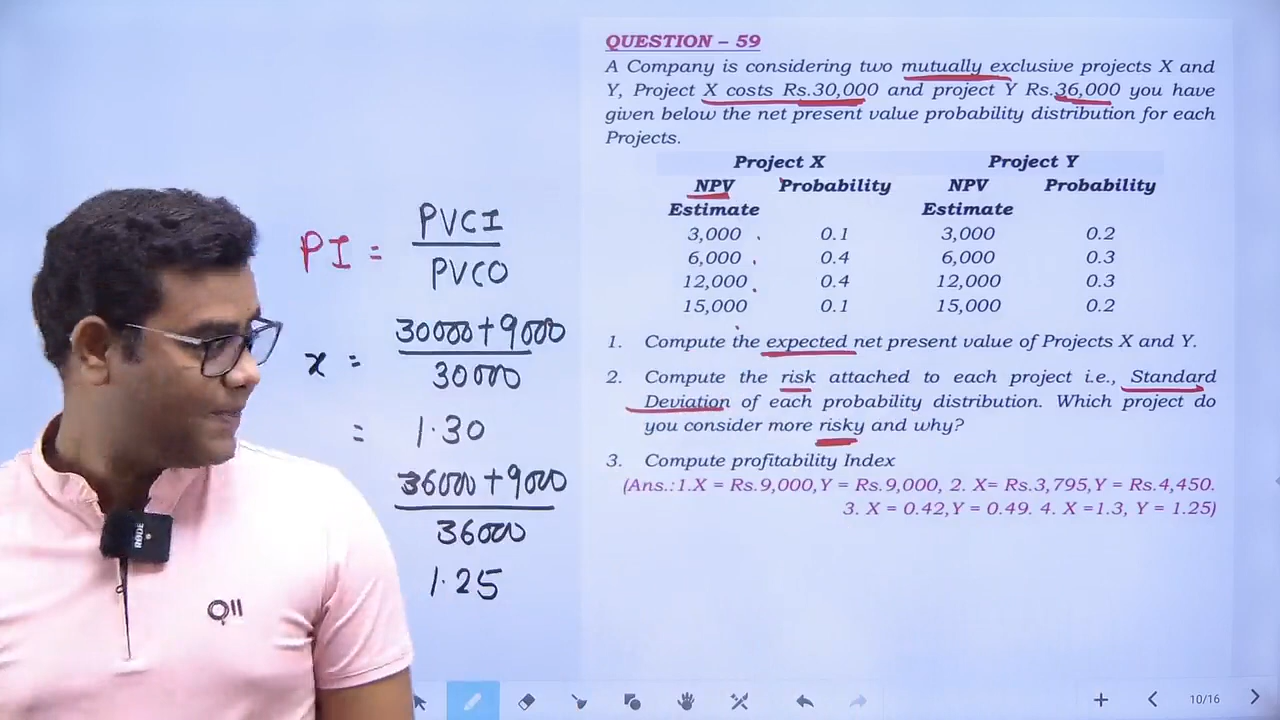 QUESTION – 59
A Company is considering two mutually exclusive projects X and
Y, Project X costs Rs.30,000 and project Y Rs.36,000 you have
given below the net present value probability distribution for each
Projects.
Project X Project Y
NPV Probability NPV Probability
Estimate Estimate
3,000 0.1 3,000 0.2
6,000 0.4 6,000 0.3
12,000 0.4 12,000 0.3
15,000 0.1 15,000 0.2
1. Compute the expected net present value of Projects X and Y.
2. Compute the risk attached to each project i.e., Standard
Deviation of each probability distribution. Which project do
you consider more risky and why?
3. Compute profitability Index
(Ans.:1.X = Rs.9,000,Y = Rs.9,000, 2. X= Rs.3,795,Y = Rs.4,450.
3. X = 0.42,Y = 0.49. 4. X =1.3, Y = 1.25)
PI = PVCI
PVCO
x = 30000+9000
30000
= 1.30
36000+9000
36000
1.25
RODE
10/16